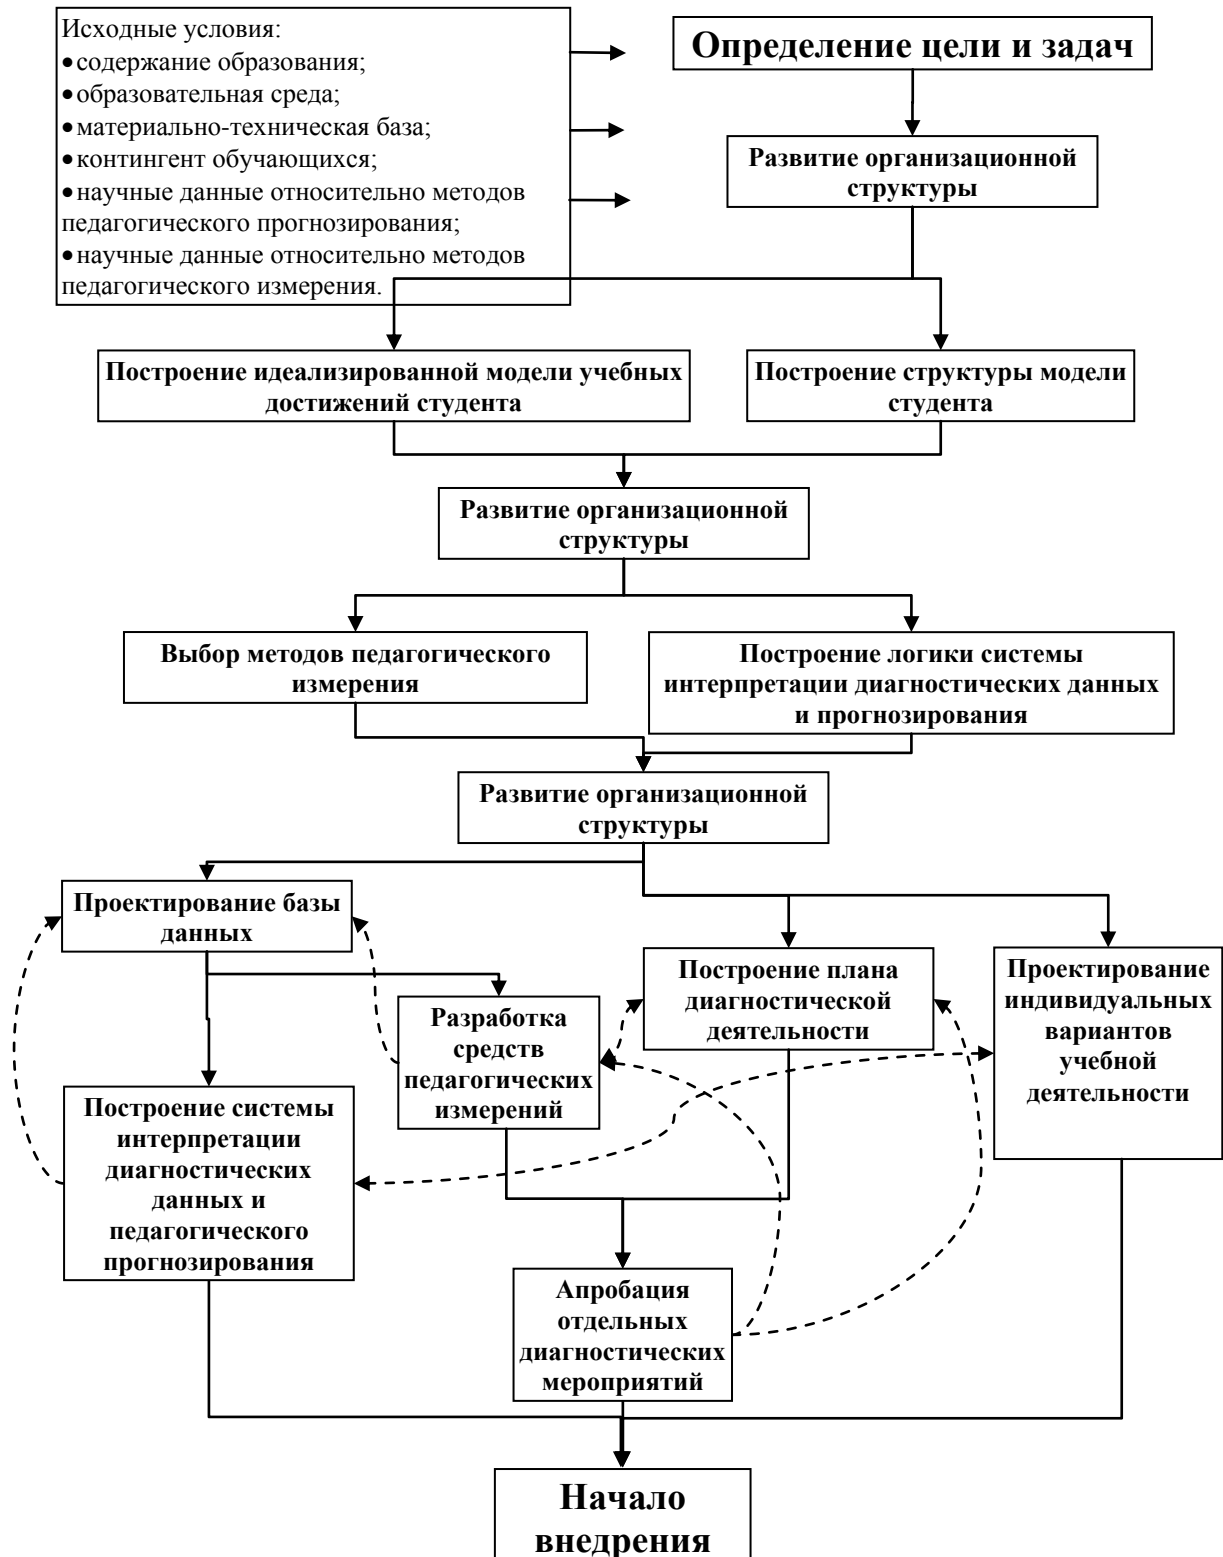 Исходные условия:
•содержание образования;
•образовательная среда;
•материально-техническая база;
•контингент обучающихся;
•научные данные относительно методов
педагогического прогнозирования;
•научные данные относительно методов
педагогического измерения.
Определение цели и задач
Развитие организационной
структуры
Построение идеализированной модели учебных
достижений студента
Построение структуры модели
студента
Развитие организационной
структуры
Выбор методов педагогического
измерения
Построение логики системы
интерпретации диагностических данных
и прогнозирования
Развитие организационной
структуры
Проектирование базы
данных
Разработка
средств
педагогических
измерений
Построение плана
диагностической
деятельности
Проектирование
индивидуальных
вариантов
учебной
деятельности
Построение системы
интерпретации
диагностических
данных и
педагогического
прогнозирования
Апробация
отдельных
диагностических
мероприятий
Начало
внедрения